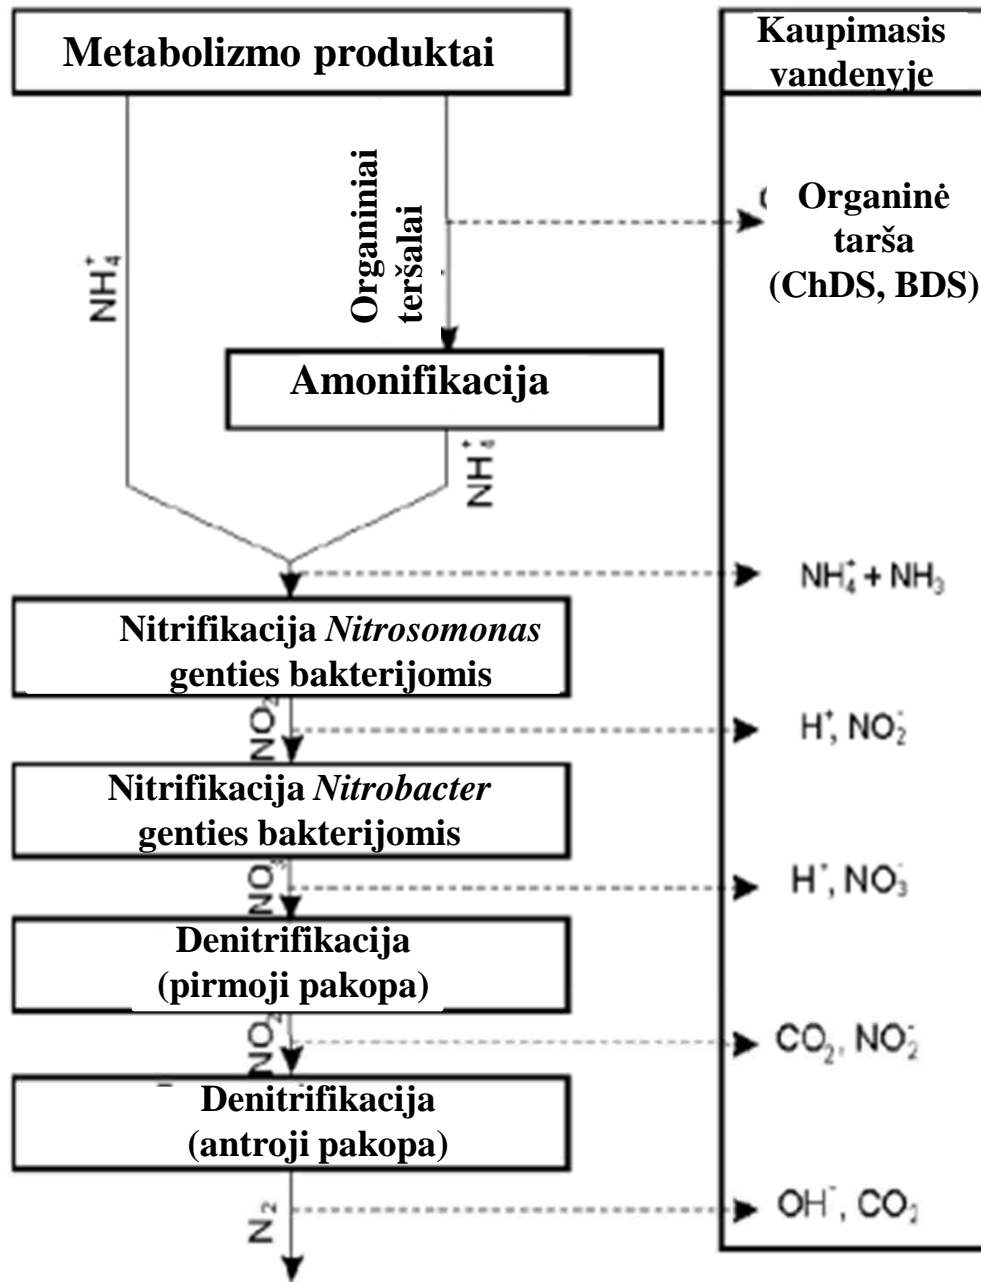 Metabolizmo produktai
Kaupimasis
vandenyje
NH₄⁺
Organiniai
teršalai
Organinė
tarša
(ChDS, BDS)
Amonifikacija
NH₄⁺
NH₄⁺ + NH₃
Nitrifikacija Nitrosomonas
genties bakterijomis
NO₂
H⁺, NO₂⁻
Nitrifikacija Nitrobacter
genties bakterijomis
NO₃
H⁺, NO₃⁻
Denitrifikacija
(pirmoji pakopa)
NO₂
CO₂, NO₂⁻
Denitrifikacija
(antroji pakopa)
N₂
OH⁻, CO₂